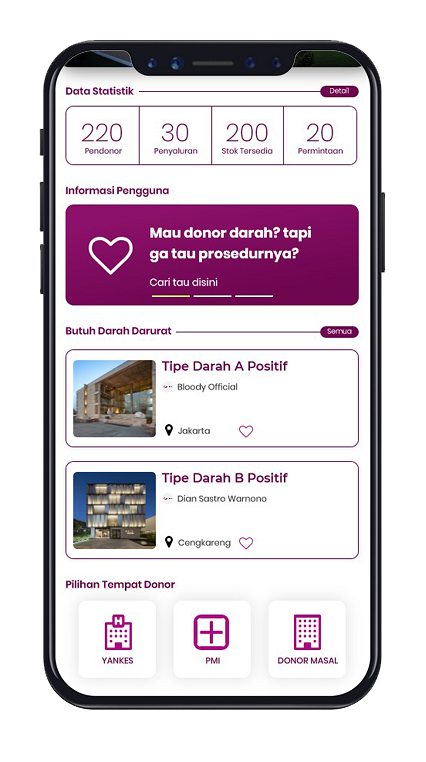 Data Statistik
Detail
220
Pendonor
30
Penyaluran
200
Stok Tersedia
20
Permintaan
Informasi Pengguna
Mau donor darah? tapi
ga tau prosedurnya?
Cari tau disini
Butuh Darah Darurat
Semua
Tipe Darah A Positif
Bloody Official
Jakarta
Tipe Darah B Positif
Dian Sastro Warnono
Cengkareng
Pilihan Tempat Donor
H
YANKES
PMI
DONOR MASAL